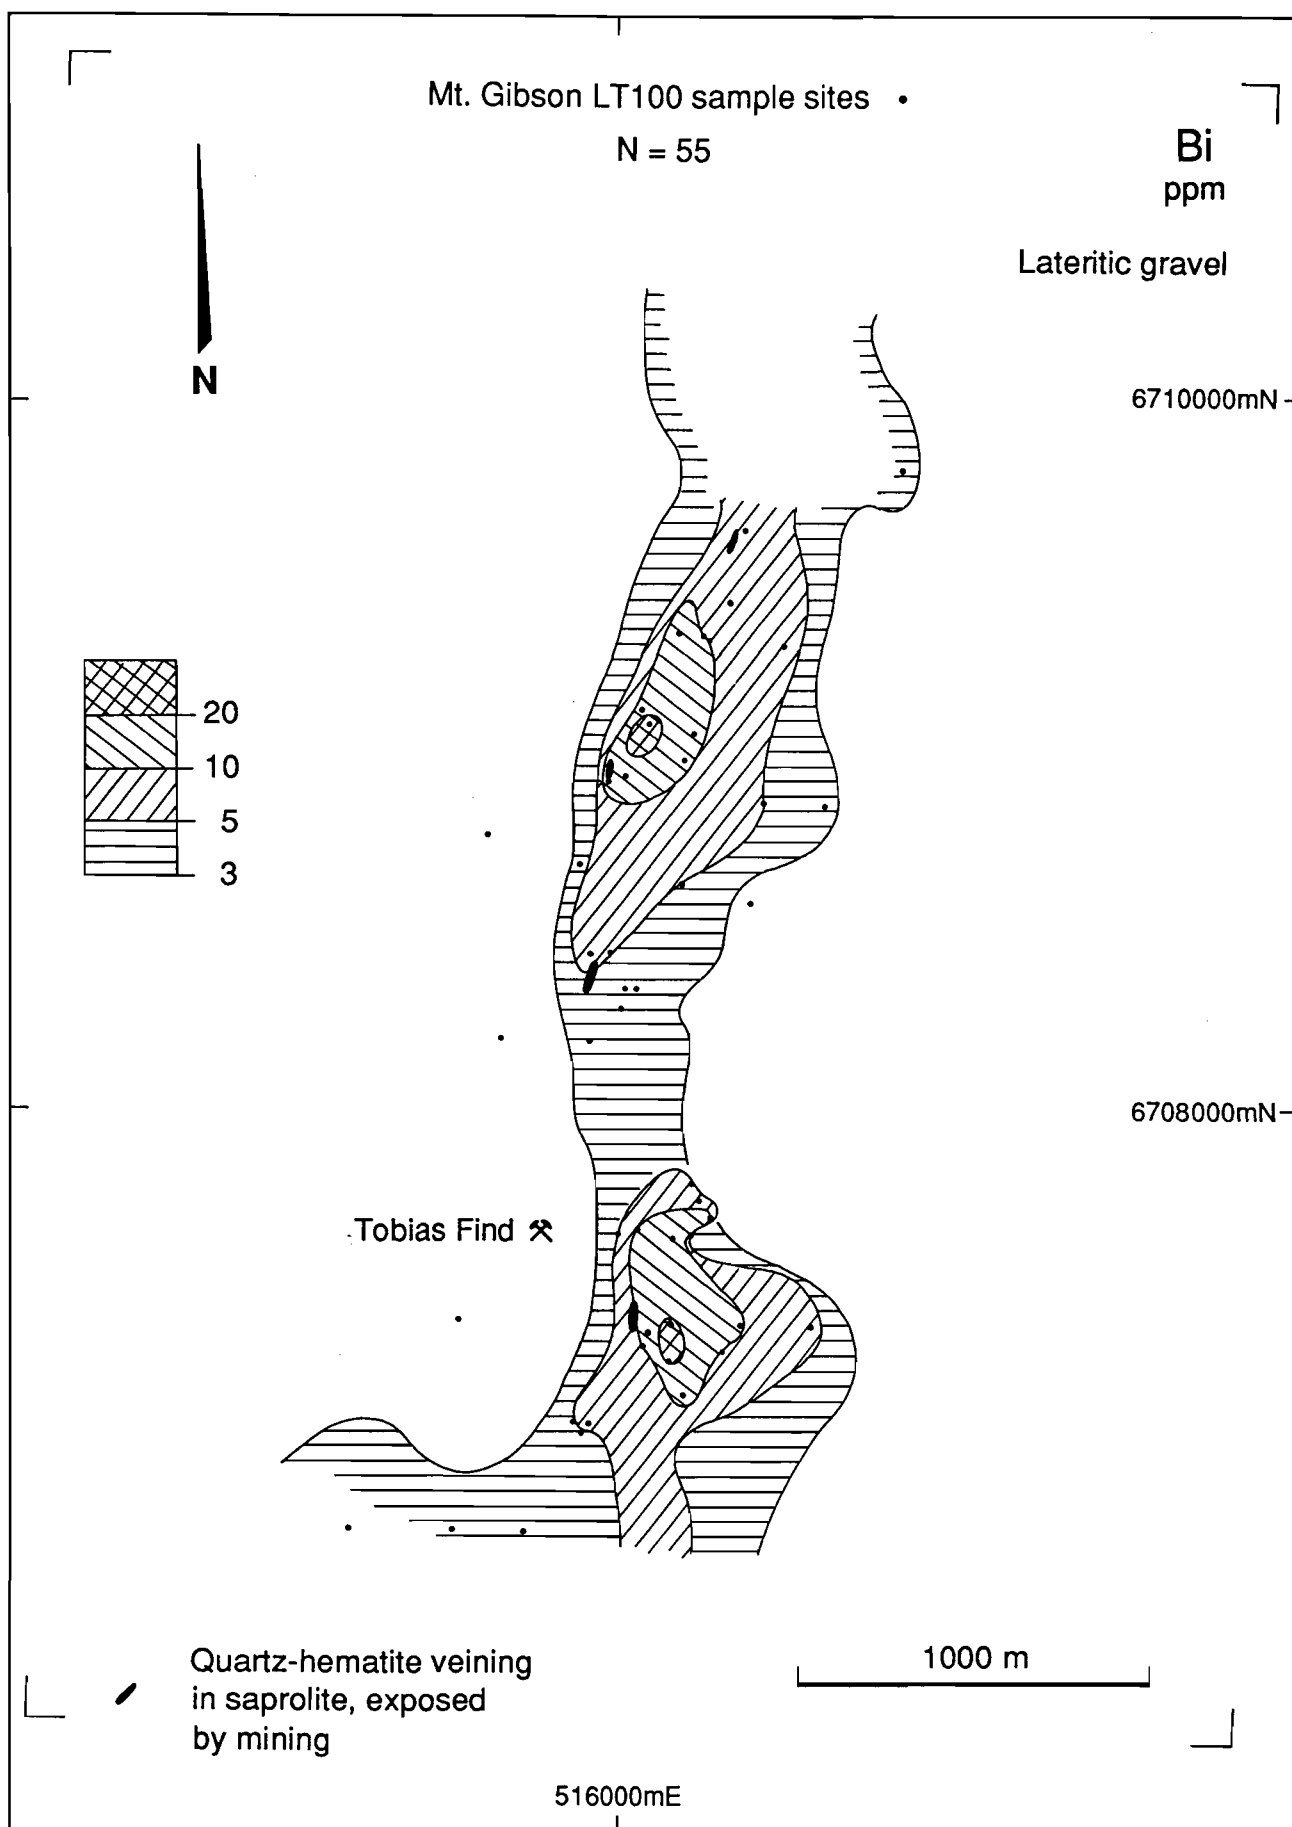 Mt. Gibson LT100 sample sites
N = 55
Bi
ppm
Lateritic gravel
N
6710000mN
20
10
5
3
6708000mN
Tobias Find
Quartz-hematite veining
in saprolite, exposed
by mining
1000 m
516000mE